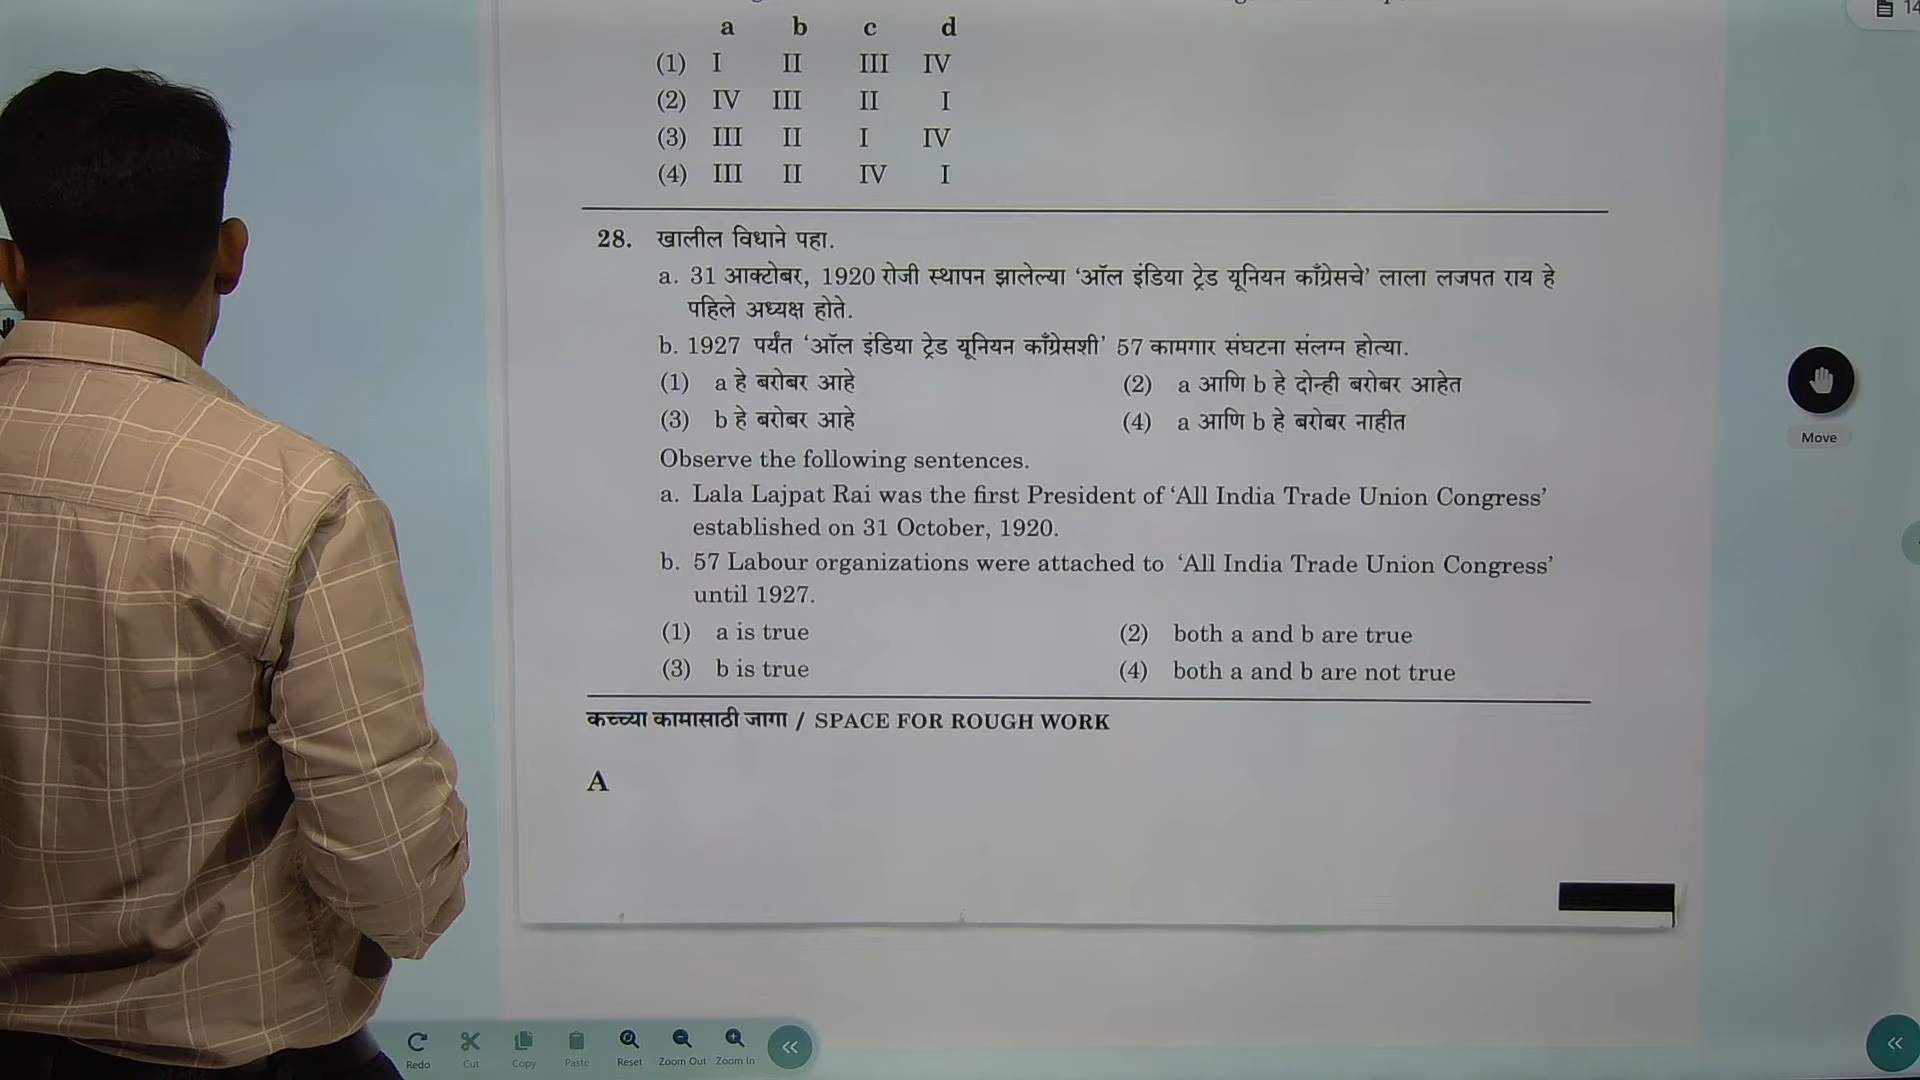 14
a b c d
(1) I II III IV
(2) IV III II I
(3) III II I IV
(4) III II IV I
28. खालील विधाने पहा.
a. 31 आक्टोबर, 1920 रोजी स्थापन झालेल्या ‘ऑल इंडिया ट्रेड यूनियन काँग्रेसचे’ लाला लजपत राय हे
पहिले अध्यक्ष होते.
b. 1927 पर्यंत ‘ऑल इंडिया ट्रेड यूनियन काँग्रेसशी’ 57 कामगार संघटना संलग्न होत्या.
(1) a हे बरोबर आहे (2) a आणि b हे दोन्ही बरोबर आहेत
(3) b हे बरोबर आहे (4) a आणि b हे बरोबर नाहीत
Move
Observe the following sentences.
a. Lala Lajpat Rai was the first President of ‘All India Trade Union Congress’
established on 31 October, 1920.
b. 57 Labour organizations were attached to ‘All India Trade Union Congress’
until 1927.
(1) a is true (2) both a and b are true
(3) b is true (4) both a and b are not true
कच्च्या कामासाठी जागा / SPACE FOR ROUGH WORK
A
Redo Cut Copy Paste Reset Zoom Out Zoom In